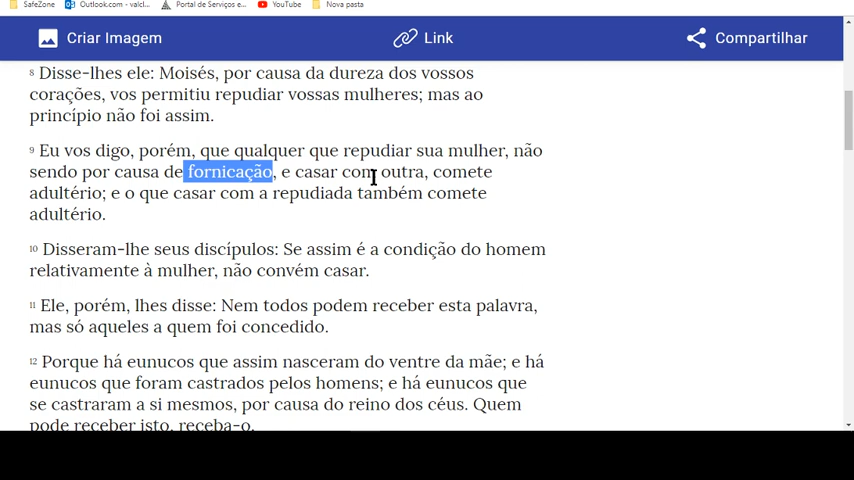 SafeZone Outlook.com - valcl... Portal de Serviços e... YouTube Nova pasta
Criar Imagem Link Compartilhar
8 Disse-lhes ele: Moisés, por causa da dureza dos vossos
corações, vos permitiu repudiar vossas mulheres; mas ao
princípio não foi assim.
9 Eu vos digo, porém, que qualquer que repudiar sua mulher, não
sendo por causa de fornicação, e casar com outra, comete
adultério; e o que casar com a repudiada também comete
adultério.
10 Disseram-lhe seus discípulos: Se assim é a condição do homem
relativamente à mulher, não convém casar.
11 Ele, porém, lhes disse: Nem todos podem receber esta palavra,
mas só aqueles a quem foi concedido.
12 Porque há eunucos que assim nasceram do ventre da mãe; e há
eunucos que foram castrados pelos homens; e há eunucos que
se castraram a si mesmos, por causa do reino dos céus. Quem
pode receber isto, receba-o.